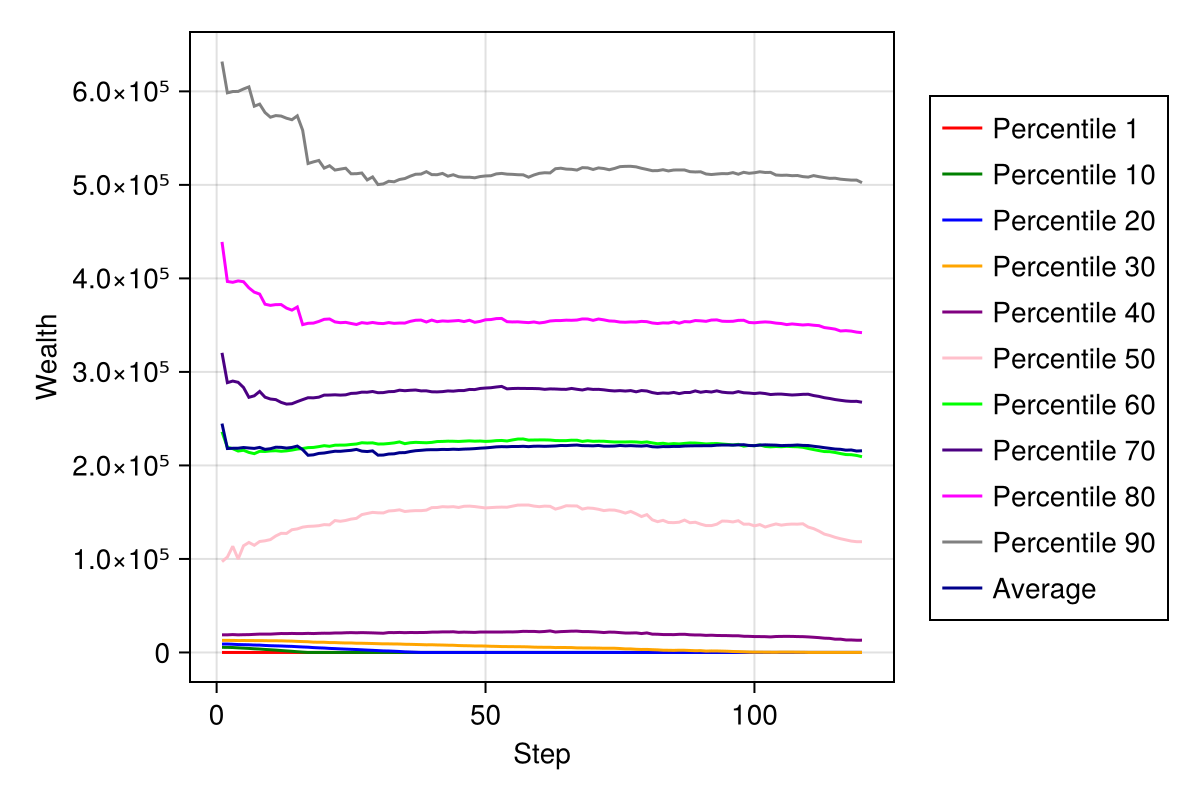 6.0×10⁵
5.0×10⁵
4.0×10⁵
3.0×10⁵
2.0×10⁵
1.0×10⁵
0
Wealth
0 50 100
Step
Percentile 1
Percentile 10
Percentile 20
Percentile 30
Percentile 40
Percentile 50
Percentile 60
Percentile 70
Percentile 80
Percentile 90
Average